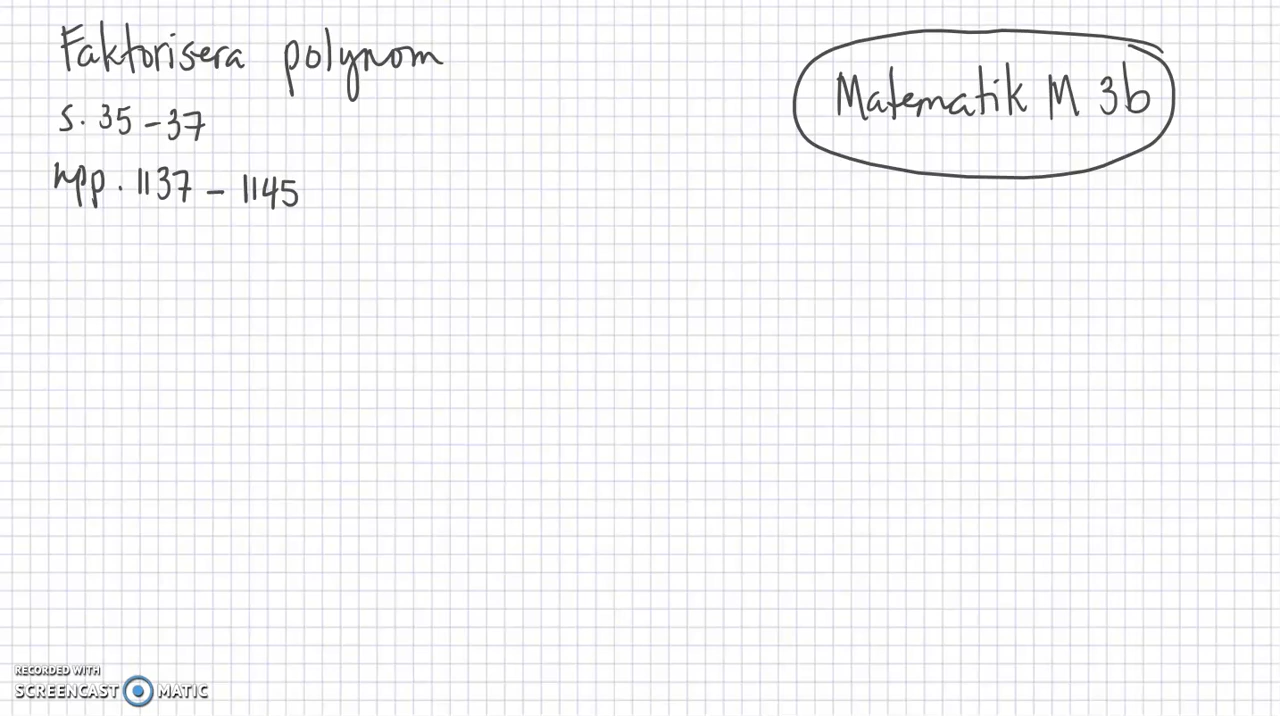 Faktorisera polynom
s. 35 - 37
upp. 1137 - 1145
Matematik M 3b
RECORDED WITH
SCREENCAST MATIC